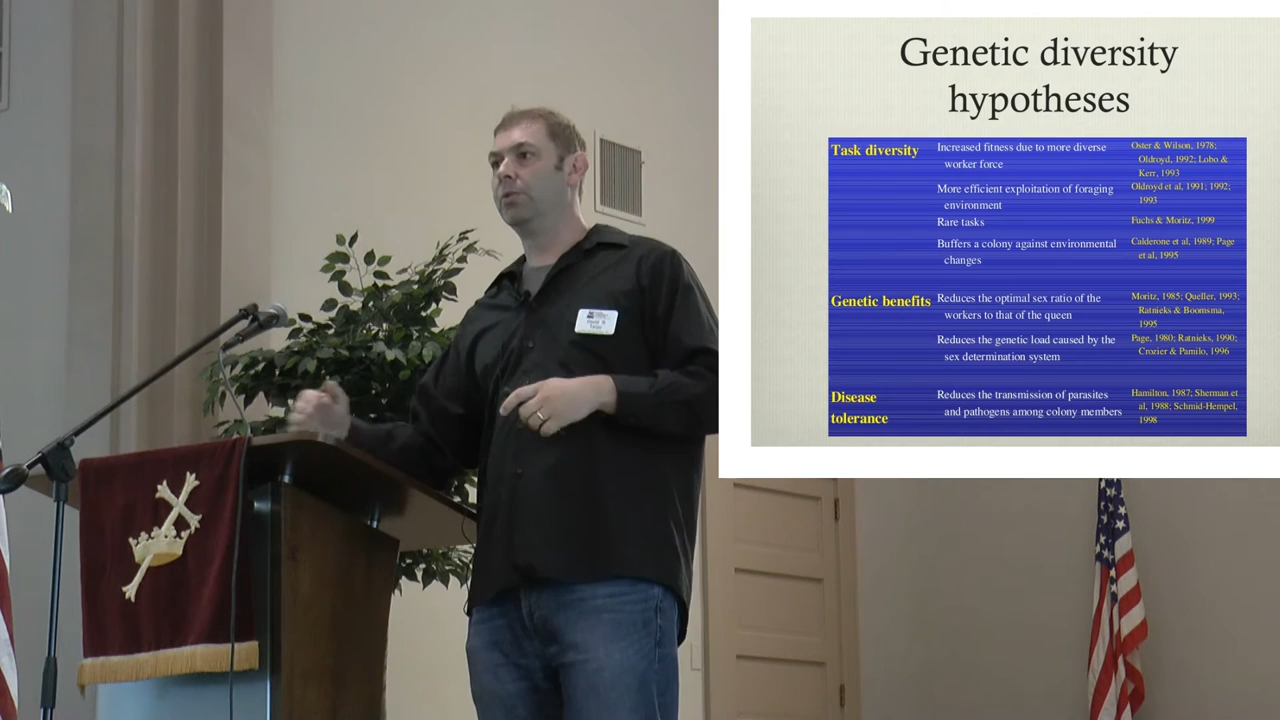 Genetic diversity
hypotheses
Task diversity
Increased fitness due to more diverse
worker force
Oster & Wilson, 1978;
Oldroyd, 1992; Lobo &
Kerr, 1993
More efficient exploitation of foraging
environment
Oldroyd et al, 1991; 1992;
1993
Rare tasks
Fuchs & Moritz, 1999
Buffers a colony against environmental
changes
Calderone et al, 1989; Page
et al, 1995
Genetic benefits
Reduces the optimal sex ratio of the
workers to that of the queen
Moritz, 1985; Queller, 1993;
Ratnieks & Boomsma,
1995
Reduces the genetic load caused by the
sex determination system
Page, 1980; Ratnieks, 1990;
Crozier & Pamilo, 1996
Disease
tolerance
Reduces the transmission of parasites
and pathogens among colony members
Hamilton, 1987; Sherman et
al, 1988; Schmid-Hempel,
1998